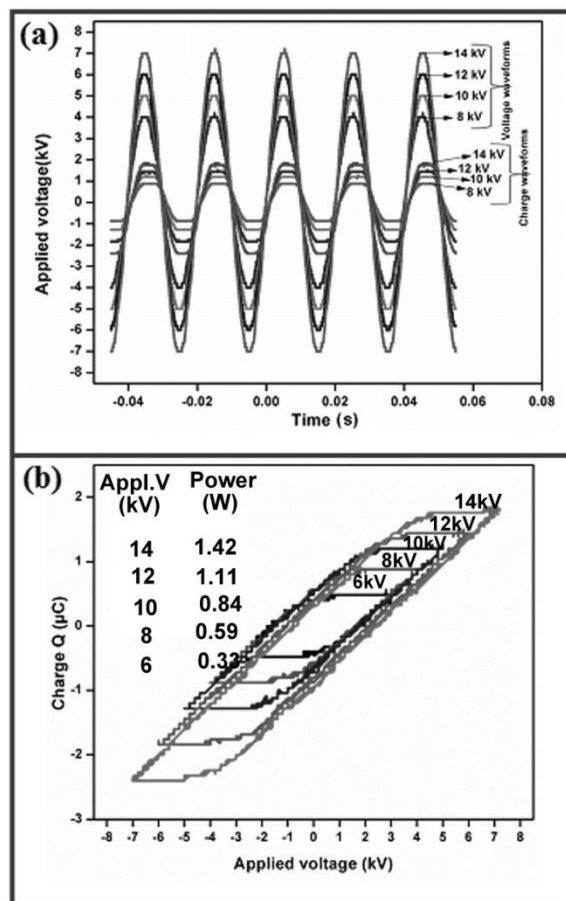 (a)
8
7
6
5
4
3
2
1
0
-1
-2
-3
-4
-5
-6
-7
-8
Applied voltage(kV)
14 kV
12 kV
10 kV
8 kV
Voltage waveforms
14 kV
12 kV
10 kV
8 kV
Charge waveforms
-0.04 -0.02 0.00 0.02 0.04 0.06 0.08
Time (s)
(b)
Appl.V Power
(kV) (W)
14 1.42
12 1.11
10 0.84
8 0.59
6 0.33
14kV
12kV
10kV
8kV
6kV
2
1
0
-1
-2
-3
Charge Q (µC)
-8 -7 -6 -5 -4 -3 -2 -1 0 1 2 3 4 5 6 7 8
Applied voltage (kV)